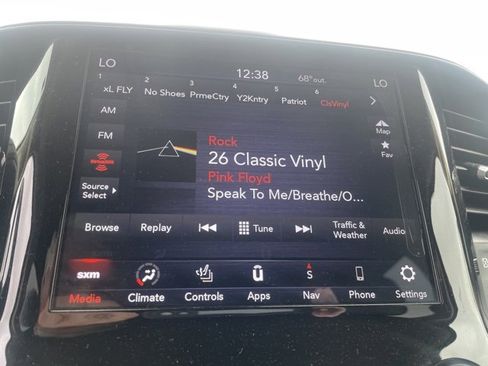 LO 12:38 68° out. LO
1 2 3 4 5 6
xL FLY No Shoes PrmeCtry Y2Kntry Patriot ClsVinyl
AM
FM
SiriusXM
Source
Select
Rock
26 Classic Vinyl
Pink Floyd
Speak To Me/Breathe/O...
Map
Fav
Browse Replay Tune Traffic &
Weather Audio
sxm ü S
Media Climate Controls Apps Nav Phone Settings